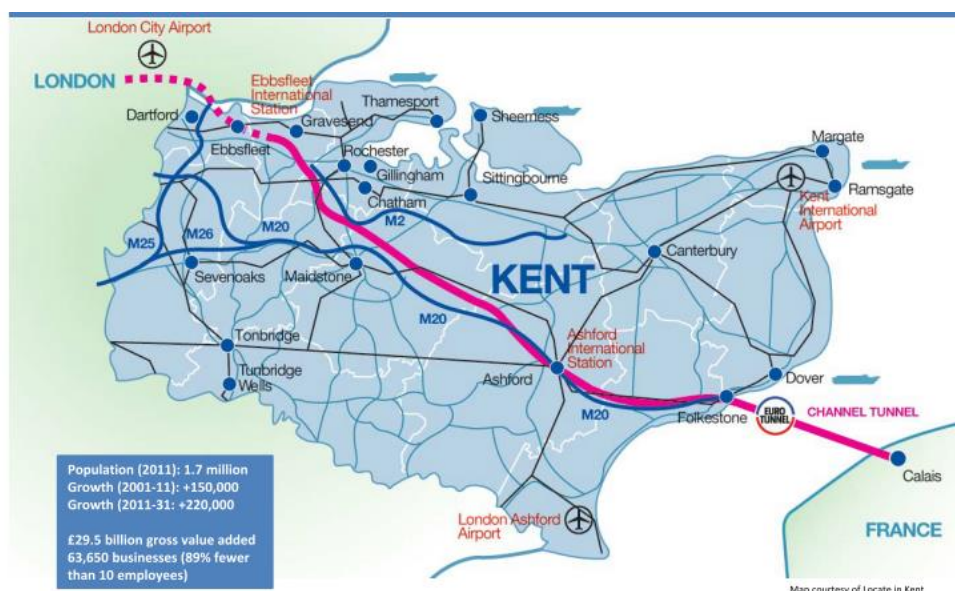 London City Airport
LONDON
Ebbsfleet
International
Station
Dartford
Ebbsfleet
Gravesend
Thamesport
Sheerness
Rochester
Gillingham
Chatham
Sittingbourne
Margate
Ramsgate
Kent
International
Airport
M25
M26
M20
M2
Sevenoaks
Maidstone
KENT
Canterbury
M20
Tonbridge
Tunbridge
Wells
Ashford
International
Station
Ashford
M20
Folkestone
Dover
EURO
TUNNEL
CHANNEL TUNNEL
Calais
FRANCE
London Ashford
Airport
Population (2011): 1.7 million
Growth (2001-11): +150,000
Growth (2011-31: +220,000
£29.5 billion gross value added
63,650 businesses (89% fewer
than 10 employees)
Map courtesy of Locate in Kent